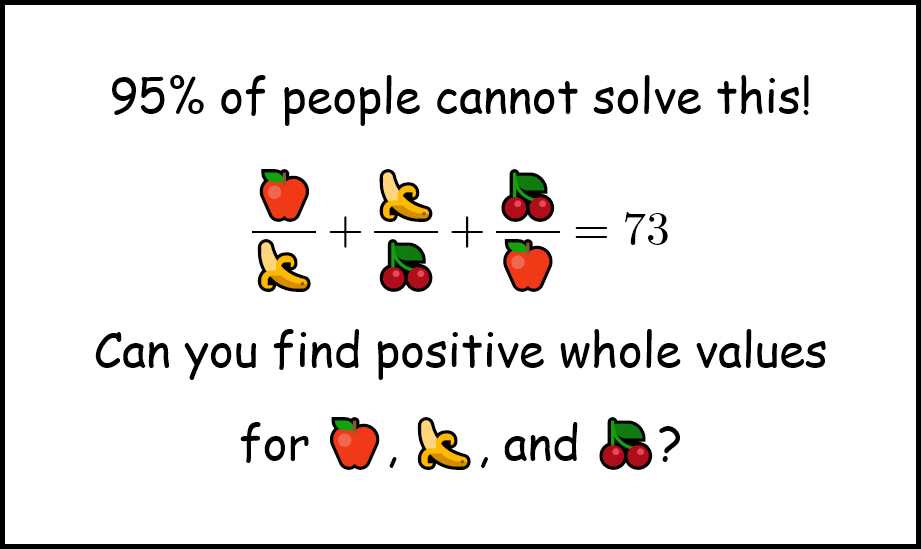 95% of people cannot solve this!
🍎/🍌 + 🍌/🍒 + 🍒/🍎 = 73
Can you find positive whole values
for 🍎, 🍌, and 🍒?